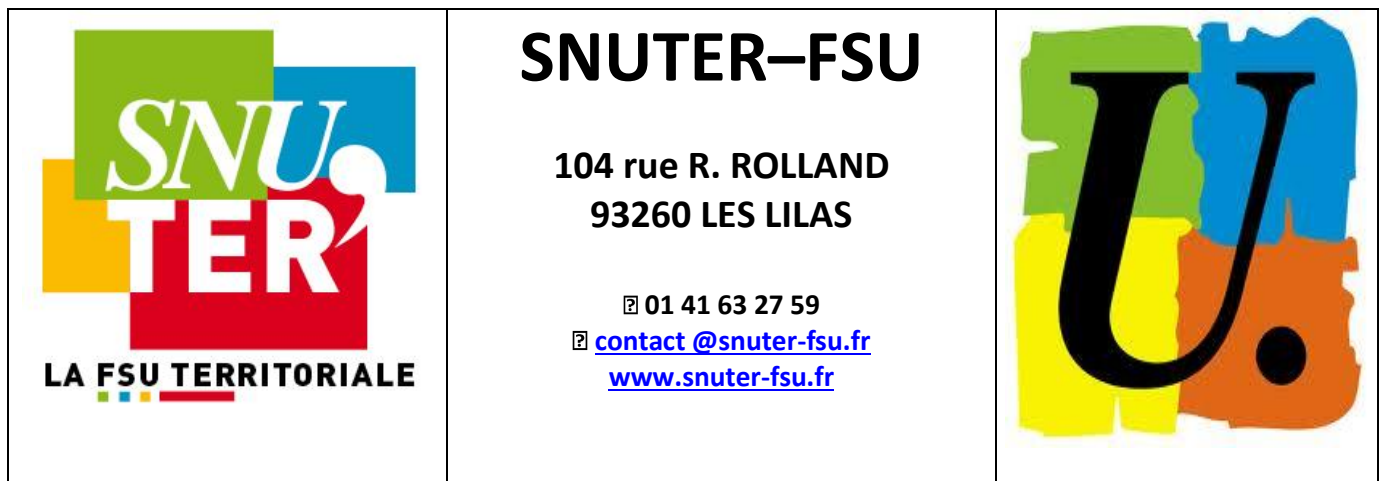 SNU
TER'
LA FSU TERRITORIALE
SNUTER–FSU
104 rue R. ROLLAND
93260 LES LILAS
⍰ 01 41 63 27 59
⍰ contact @snuter-fsu.fr
www.snuter-fsu.fr
U.